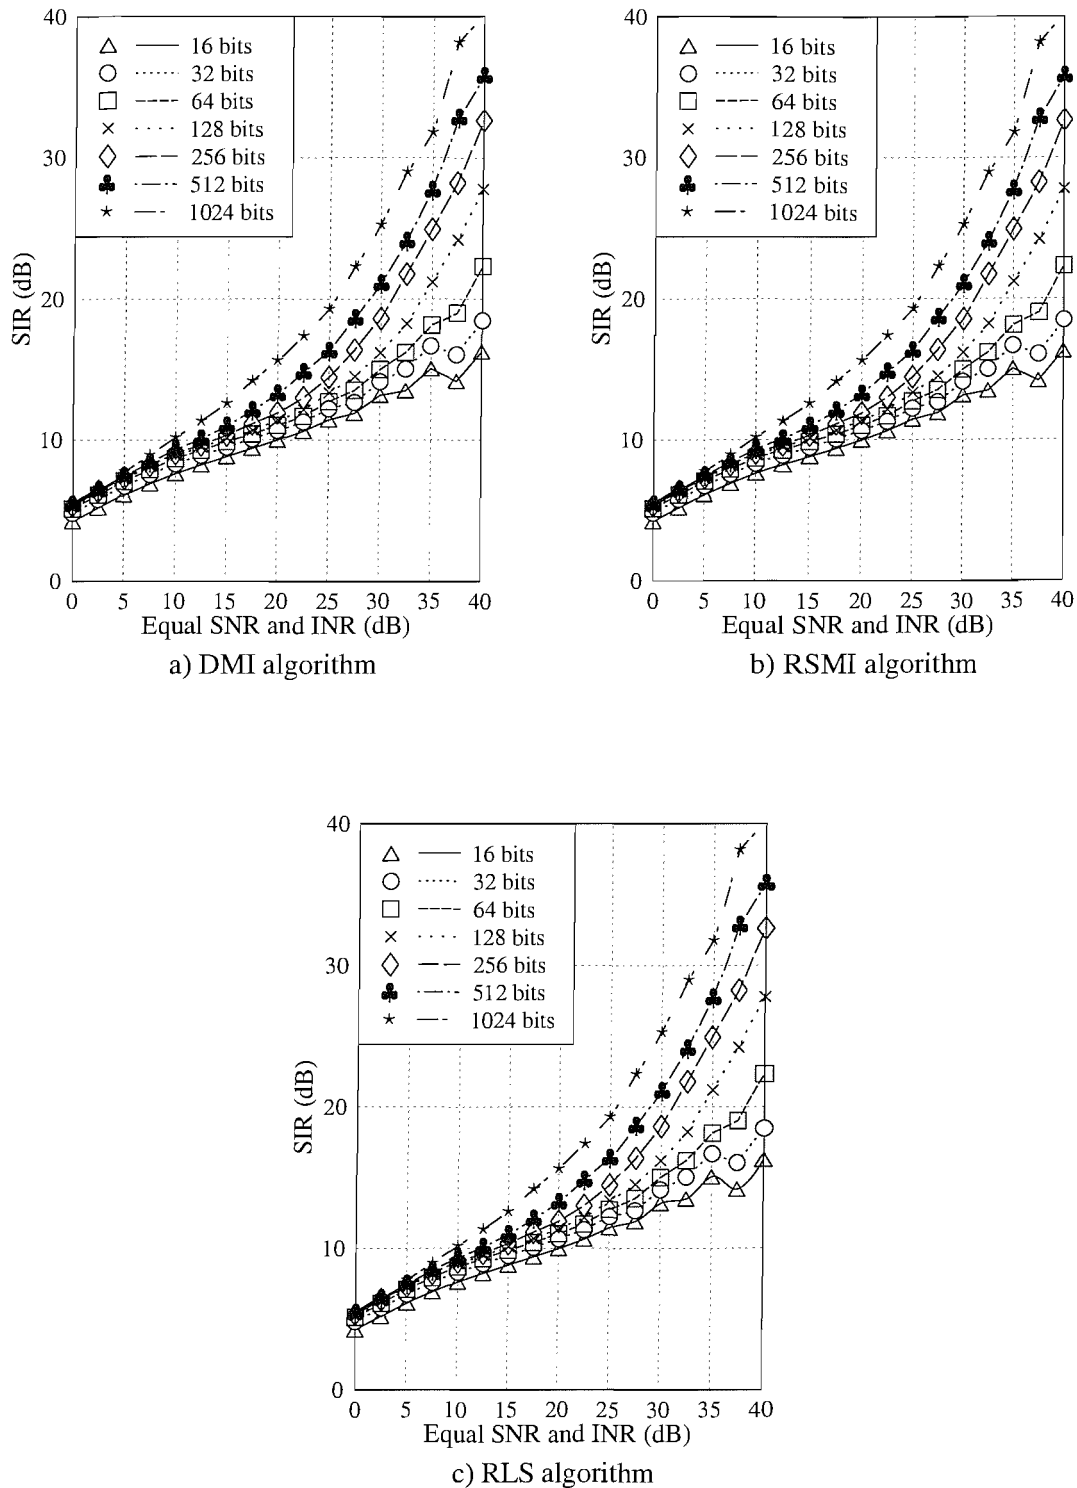 40
30
20
10
0
SIR (dB)
16 bits
32 bits
64 bits
128 bits
256 bits
512 bits
1024 bits
0 5 10 15 20 25 30 35 40
Equal SNR and INR (dB)
a) DMI algorithm
40
30
20
10
0
SIR (dB)
16 bits
32 bits
64 bits
128 bits
256 bits
512 bits
1024 bits
0 5 10 15 20 25 30 35 40
Equal SNR and INR (dB)
b) RSMI algorithm
40
30
20
10
0
SIR (dB)
16 bits
32 bits
64 bits
128 bits
256 bits
512 bits
1024 bits
0 5 10 15 20 25 30 35 40
Equal SNR and INR (dB)
c) RLS algorithm